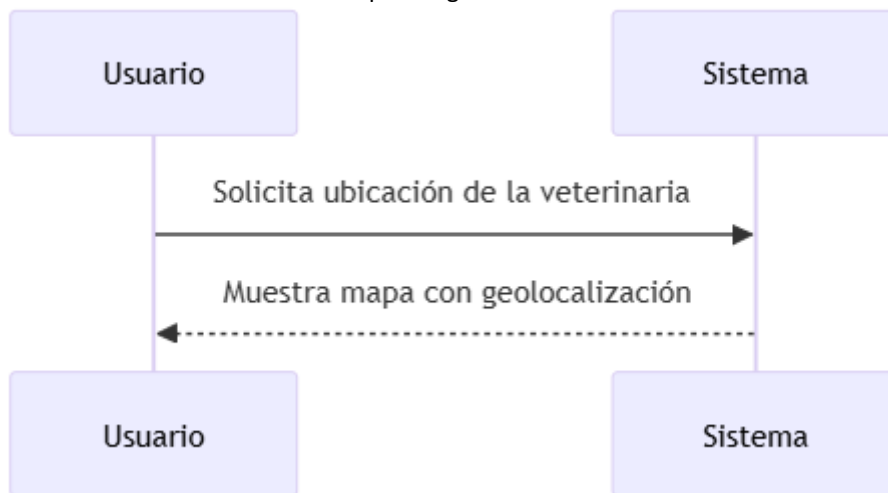 Usuario
Sistema
Solicita ubicación de la veterinaria
Muestra mapa con geolocalización
Usuario
Sistema